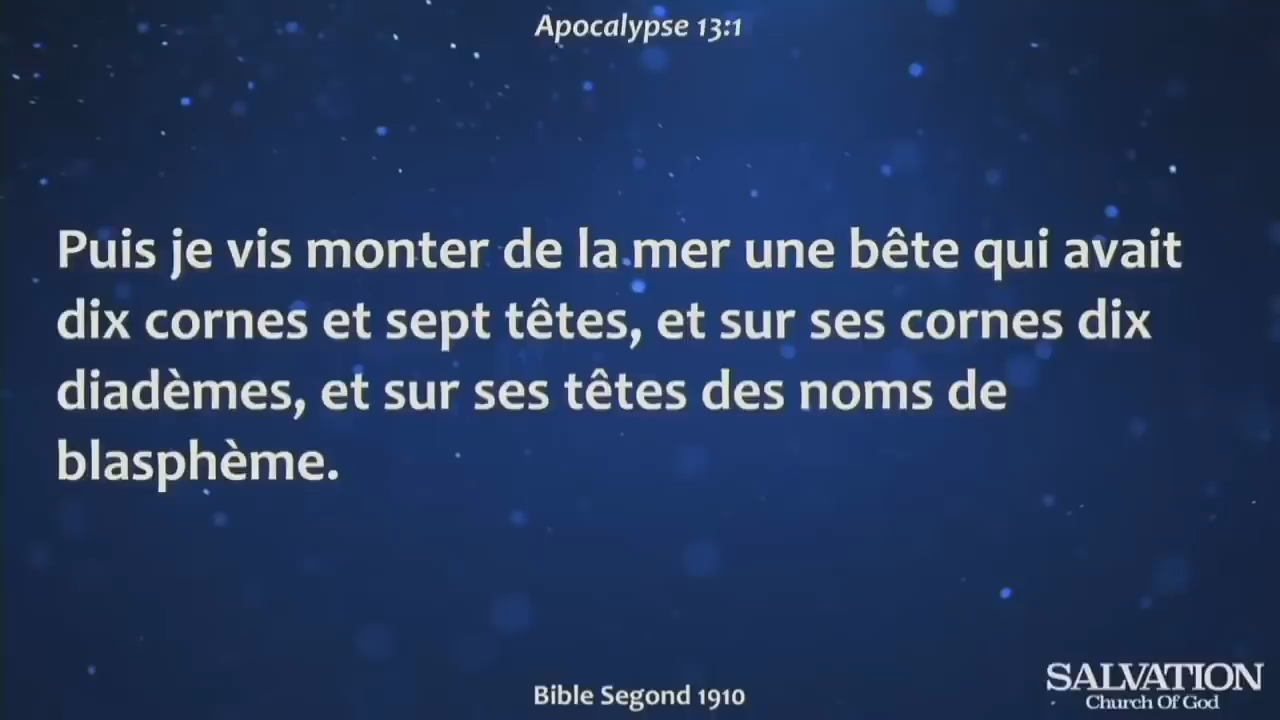 Apocalypse 13:1
Puis je vis monter de la mer une bête qui avait
dix cornes et sept têtes, et sur ses cornes dix
diadèmes, et sur ses têtes des noms de
blasphème.
Bible Segond 1910
SALVATION
Church Of God